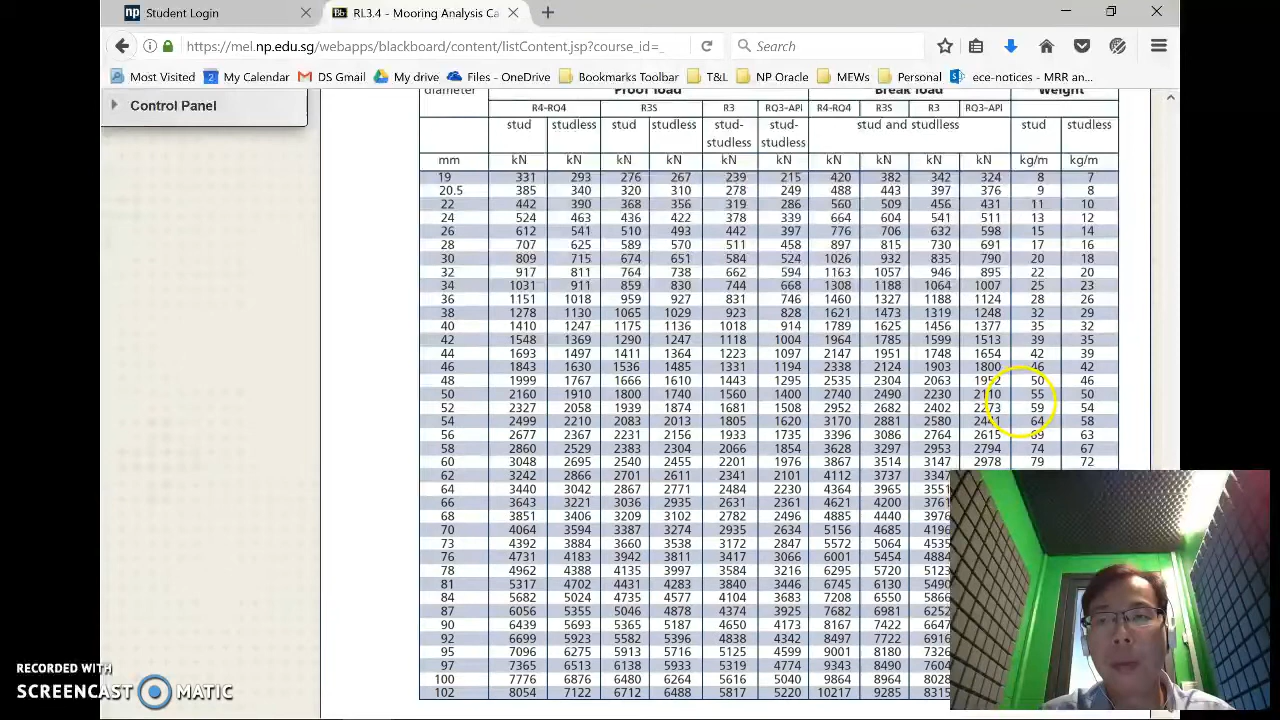 np Student Login
Bb RL3.4 - Mooring Analysis Ca
https://mel.np.edu.sg/webapps/blackboard/content/listContent.jsp?course_id=_
Search
Most Visited
2 My Calendar
DS Gmail
My drive
Files - OneDrive
Bookmarks Toolbar
T&L
NP Oracle
MEWs
Personal
ece-notices - MRR an...
Control Panel
diameter Proof load Break load Weight
R4-RQ4 R3S R3 RQ3-API R4-RQ4 R3S R3 RQ3-API
stud studless stud studless stud-studless stud-studless stud and studlless stud studless
mm kN kN kN kN kN kN kN kN kN kN kg/m kg/m
19 331 293 276 267 239 215 420 382 342 324 8 7
20.5 385 340 320 310 278 249 488 443 397 376 9 8
22 442 390 368 356 319 286 560 509 456 431 11 10
24 524 463 436 422 378 339 664 604 541 511 13 12
26 612 541 510 493 442 397 776 706 632 598 15 14
28 707 625 589 570 511 458 897 815 730 691 17 16
30 809 715 674 651 584 524 1026 932 835 790 20 18
32 917 811 764 738 662 594 1163 1057 946 895 22 20
34 1031 911 859 830 744 668 1308 1188 1064 1007 25 23
36 1151 1018 959 927 831 746 1460 1327 1188 1124 28 26
38 1278 1130 1065 1029 923 828 1621 1473 1319 1248 32 29
40 1410 1247 1175 1136 1018 914 1789 1625 1456 1377 35 32
42 1548 1369 1290 1247 1118 1004 1964 1785 1599 1513 39 35
44 1693 1497 1411 1364 1223 1097 2147 1951 1748 1654 42 39
46 1843 1630 1536 1485 1331 1194 2338 2124 1903 1800 46 42
48 1999 1767 1666 1610 1443 1295 2535 2304 2063 1952 50 46
50 2160 1910 1800 1740 1560 1400 2740 2490 2230 2110 55 50
52 2327 2058 1939 1874 1681 1508 2952 2682 2402 2273 59 54
54 2499 2210 2083 2013 1805 1620 3170 2881 2580 2441 64 58
56 2677 2367 2231 2156 1933 1735 3396 3086 2764 2615 69 63
58 2860 2529 2383 2304 2066 1854 3628 3297 2953 2794 74 67
60 3048 2695 2540 2455 2201 1976 3867 3514 3147 2978 79 72
62 3242 2866 2701 2611 2341 2101 4112 3737 3347
64 3440 3042 2867 2771 2484 2230 4364 3965 3551
66 3643 3221 3036 2935 2631 2361 4621 4200 3761
68 3851 3406 3209 3102 2782 2496 4885 4440 3976
70 4064 3594 3387 3274 2935 2634 5156 4685 4196
73 4392 3884 3660 3538 3172 2847 5572 5064 4535
76 4731 4183 3942 3811 3417 3066 6001 5454 4884
78 4962 4388 4135 3997 3584 3216 6295 5720 5123
81 5317 4702 4431 4283 3840 3446 6745 6130 5490
84 5682 5024 4735 4577 4104 3683 7208 6550 5866
87 6056 5355 5046 4878 4374 3925 7682 6981 6252
90 6439 5693 5365 5187 4650 4173 8167 7422 6647
92 6699 5923 5582 5396 4838 4342 8497 7722 6916
95 7096 6275 5913 5716 5125 4599 9001 8180 7326
97 7365 6513 6138 5933 5319 4774 9343 8490 7604
100 7776 6876 6480 6264 5616 5040 9864 8964 8028
102 7122 6712 6488 5817 5220 10217 9285 8315
RECORDED WITH
SCREENCAST MATIC